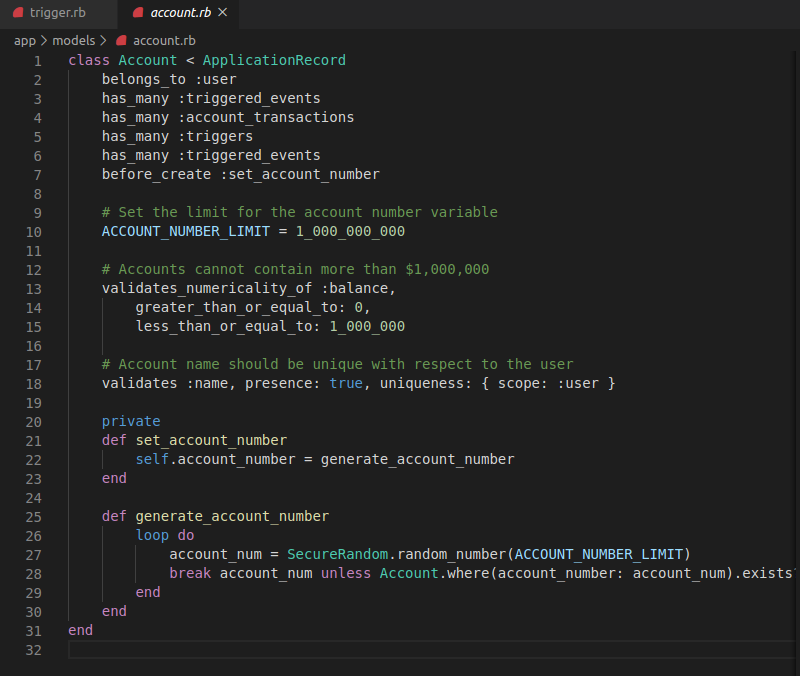 trigger.rb account.rb
app > models > account.rb
1 class Account < ApplicationRecord
2     belongs_to :user
3     has_many :triggered_events
4     has_many :account_transactions
5     has_many :triggers
6     has_many :triggered_events
7     before_create :set_account_number
8
9     # Set the limit for the account number variable
10     ACCOUNT_NUMBER_LIMIT = 1_000_000_000
11
12     # Accounts cannot contain more than $1,000,000
13     validates_numericality_of :balance,
14         greater_than_or_equal_to: 0,
15         less_than_or_equal_to: 1_000_000
16
17     # Account name should be unique with respect to the user
18     validates :name, presence: true, uniqueness: { scope: :user }
19
20     private
21     def set_account_number
22         self.account_number = generate_account_number
23     end
24
25     def generate_account_number
26         loop do
27             account_num = SecureRandom.random_number(ACCOUNT_NUMBER_LIMIT)
28             break account_num unless Account.where(account_number: account_num).exists
29         end
30     end
31 end
32